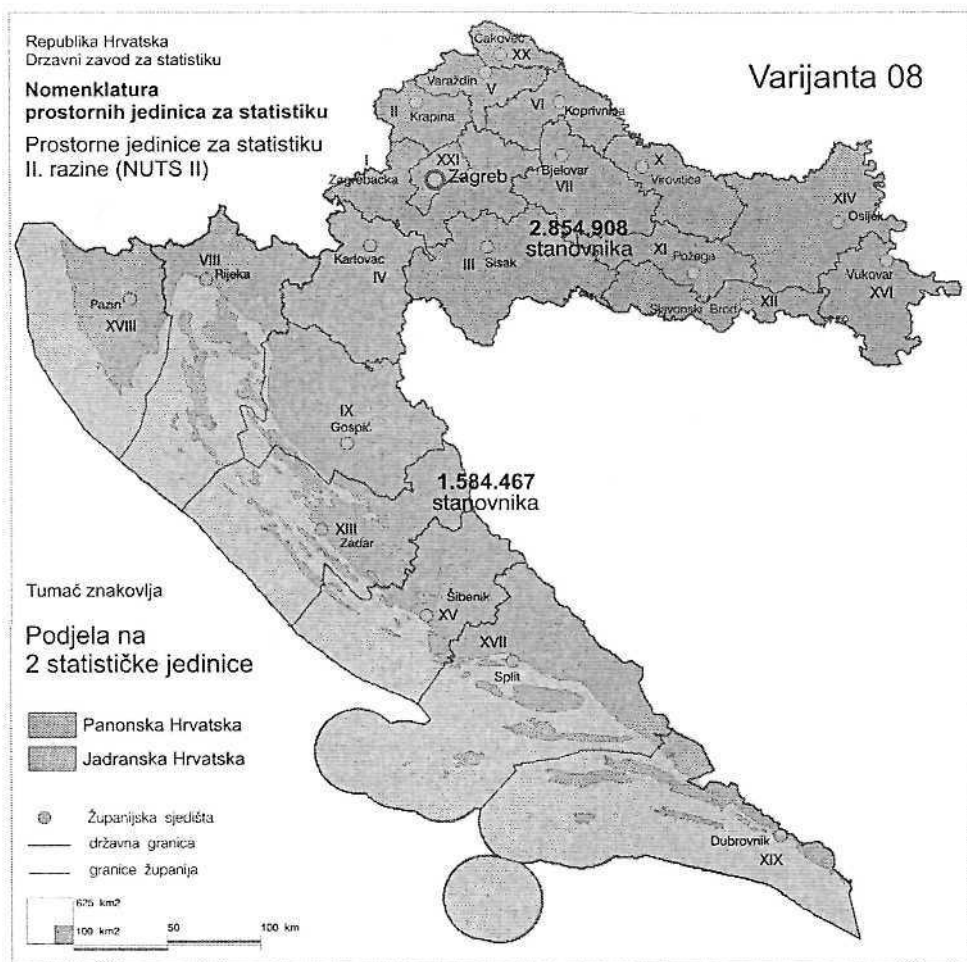 Republika Hrvatska
Drzavni zavod za statistiku
Nomenklatura
prostornih jedinica za statistiku
Prostorne jedinice za statistiku
II. razine (NUTS II)
Varijanta 08
Čakovec
XX
Varaždin
V
II
Krapina
VI
Koprivnica
I
Zagrebačka
XXI
Zagreb
Bjelovar
VII
X
Virovitica
XIV
Osijek
2.854.908
stanovnika
VIII
Rijeka
Karlovac
IV
III
Sisak
XI
Požega
Vukovar
XVI
Pazin
XVIII
Slavonski Brod
XII
IX
Gospić
1.584.467
stanovnika
XIII
Zadar
Šibenik
XV
XVII
Split
Dubrovnik
XIX
Tumač znakovlja
Podjela na
2 statističke jedinice
Panonska Hrvatska
Jadranska Hrvatska
Županijska sjedišta
državna granica
granice županija
625 km2
100 km2
50
100 km